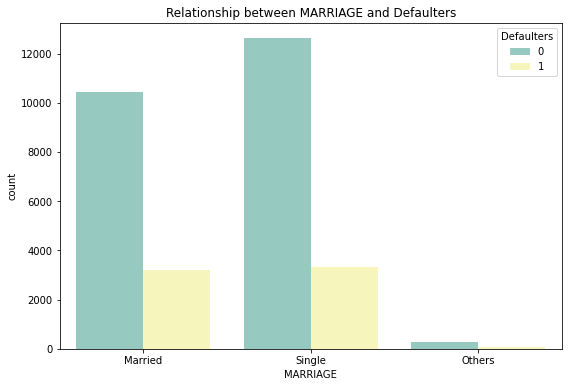 Relationship between MARRIAGE and Defaulters
Defaulters
0
1
12000
10000
8000
6000
4000
2000
0
count
Married Single Others
MARRIAGE